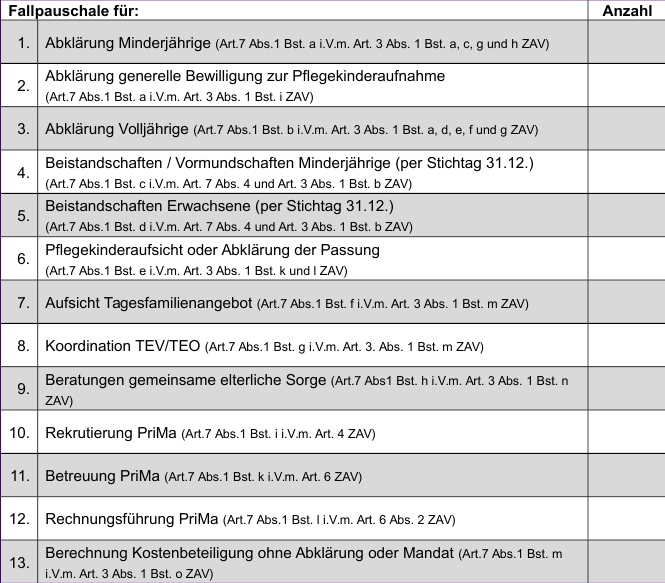 Fallpauschale für: Anzahl
1. Abklärung Minderjährige (Art.7 Abs.1 Bst. a i.V.m. Art. 3 Abs. 1 Bst. a, c, g und h ZAV)
2. Abklärung generelle Bewilligung zur Pflegekinderaufnahme
(Art.7 Abs.1 Bst. a i.V.m. Art. 3 Abs. 1 Bst. i ZAV)
3. Abklärung Volljährige (Art.7 Abs.1 Bst. b i.V.m. Art. 3 Abs. 1 Bst. a, d, e, f und g ZAV)
4. Beistandschaften / Vormundschaften Minderjährige (per Stichtag 31.12.)
(Art.7 Abs.1 Bst. c i.V.m. Art. 7 Abs. 4 und Art. 3 Abs. 1 Bst. b ZAV)
5. Beistandschaften Erwachsene (per Stichtag 31.12.)
(Art.7 Abs.1 Bst. d i.V.m. Art. 7 Abs. 4 und Art. 3 Abs. 1 Bst. b ZAV)
6. Pflegekinderaufsicht oder Abklärung der Passung
(Art.7 Abs.1 Bst. e i.V.m. Art. 3 Abs. 1 Bst. k und l ZAV)
7. Aufsicht Tagesfamilienangebot (Art.7 Abs.1 Bst. f i.V.m. Art. 3 Abs. 1 Bst. m ZAV)
8. Koordination TEV/TEO (Art.7 Abs.1 Bst. g i.V.m. Art. 3. Abs. 1 Bst. m ZAV)
9. Beratungen gemeinsame elterliche Sorge (Art.7 Abs1 Bst. h i.V.m. Art. 3 Abs. 1 Bst. n
ZAV)
10. Rekrutierung PriMa (Art.7 Abs.1 Bst. i i.V.m. Art. 4 ZAV)
11. Betreuung PriMa (Art.7 Abs.1 Bst. k i.V.m. Art. 6 ZAV)
12. Rechnungsführung PriMa (Art.7 Abs.1 Bst. l i.V.m. Art. 6 Abs. 2 ZAV)
13. Berechnung Kostenbeteiligung ohne Abklärung oder Mandat (Art.7 Abs.1 Bst. m
i.V.m. Art. 3 Abs. 1 Bst. o ZAV)